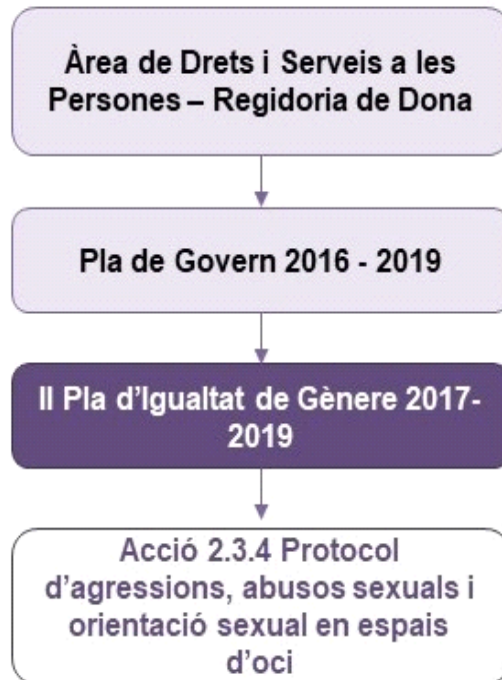 Àrea de Drets i Serveis a les
Persones – Regidoria de Dona
Pla de Govern 2016 - 2019
II Pla d'Igualtat de Gènere 2017-
2019
Acció 2.3.4 Protocol
d'agressions, abusos sexuals i
orientació sexual en espais
d'oci